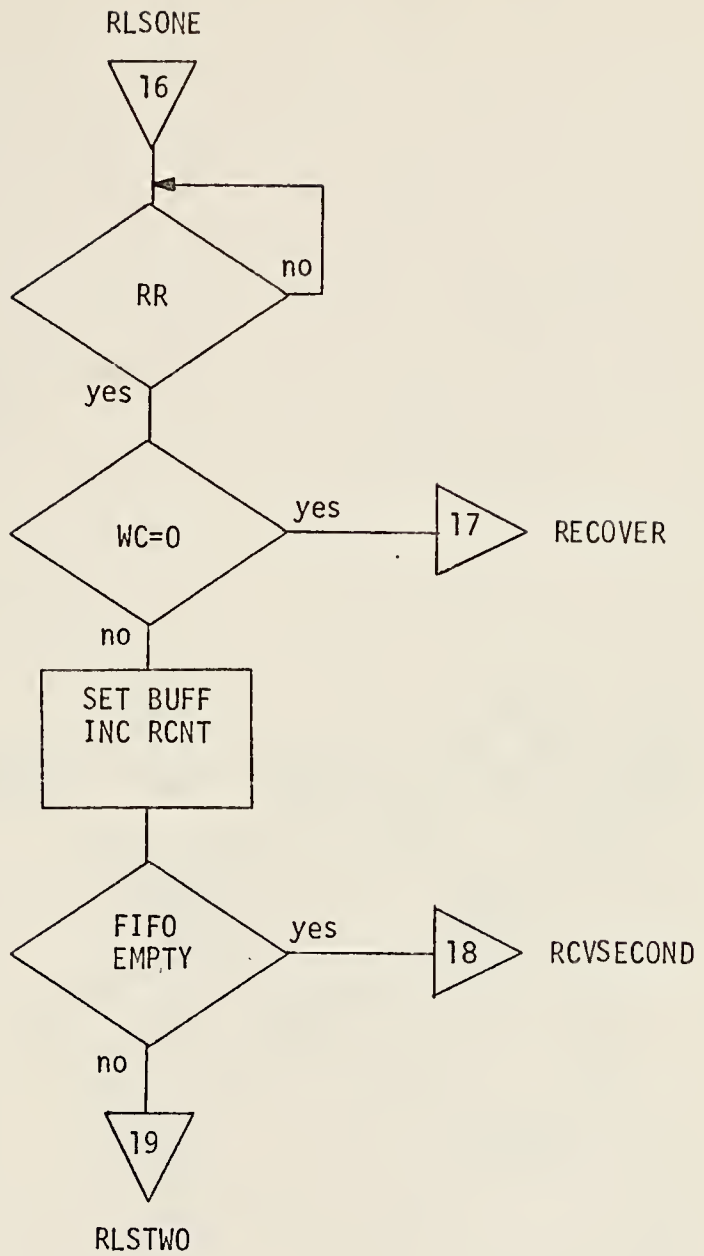 RLSONE
16
no
RR
yes
yes
WC=0
17
RECOVER
no
SET BUFF
INC RCNT
FIFO
EMPTY
yes
18
RCVSECOND
no
19
RLSTWO